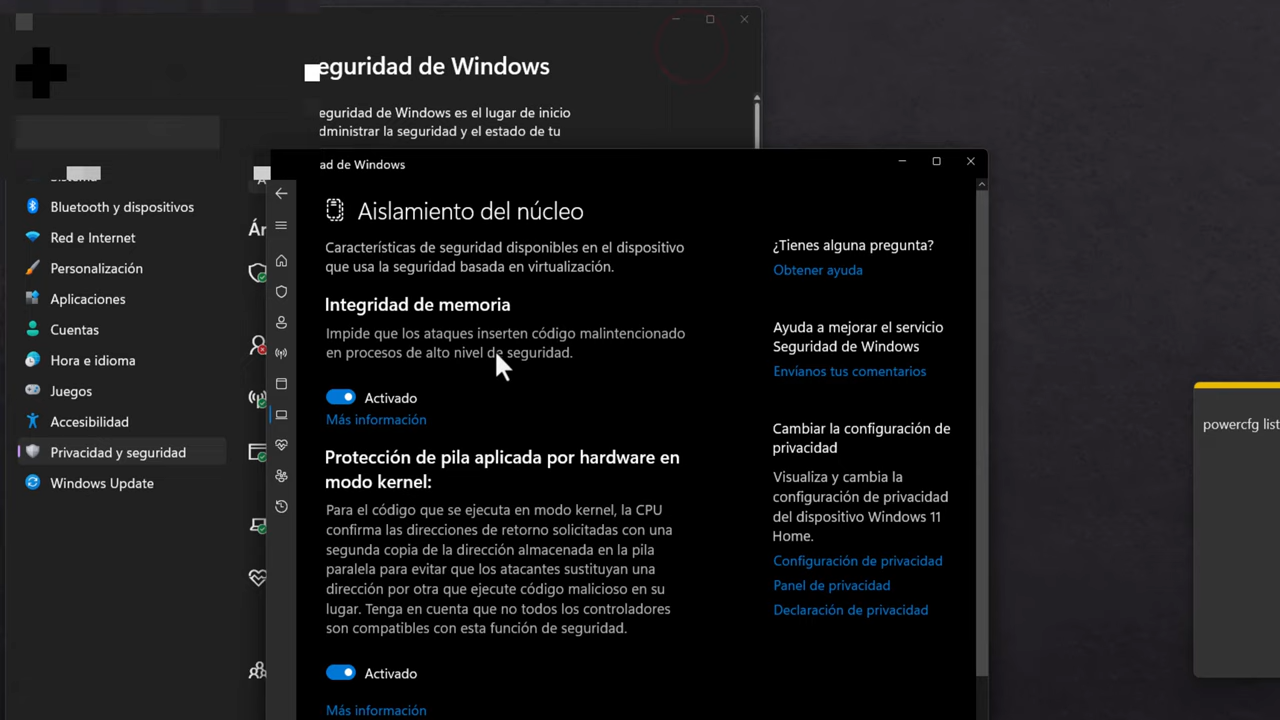 eguridad de Windows
eguridad de Windows es el lugar de inicio
dministrar la seguridad y el estado de tu
Bluetooth y dispositivos
Red e Internet
Personalización
Aplicaciones
Cuentas
Hora e idioma
Juegos
Accesibilidad
Privacidad y seguridad
Windows Update
Ár
ad de Windows
Aislamiento del núcleo
Características de seguridad disponibles en el dispositivo
que usa la seguridad basada en virtualización.
Integridad de memoria
Impide que los ataques inserten código malintencionado
en procesos de alto nivel de seguridad.
Activado
Más información
Protección de pila aplicada por hardware en
modo kernel:
Para el código que se ejecuta en modo kernel, la CPU
confirma las direcciones de retorno solicitadas con una
segunda copia de la dirección almacenada en la pila
paralela para evitar que los atacantes sustituyan una
dirección por otra que ejecute código malicioso en su
lugar. Tenga en cuenta que no todos los controladores
son compatibles con esta función de seguridad.
Activado
Más información
¿Tienes alguna pregunta?
Obtener ayuda
Ayuda a mejorar el servicio
Seguridad de Windows
Envíanos tus comentarios
Cambiar la configuración de
privacidad
Visualiza y cambia la
configuración de privacidad
del dispositivo Windows 11
Home.
Configuración de privacidad
Panel de privacidad
Declaración de privacidad
powercfg list